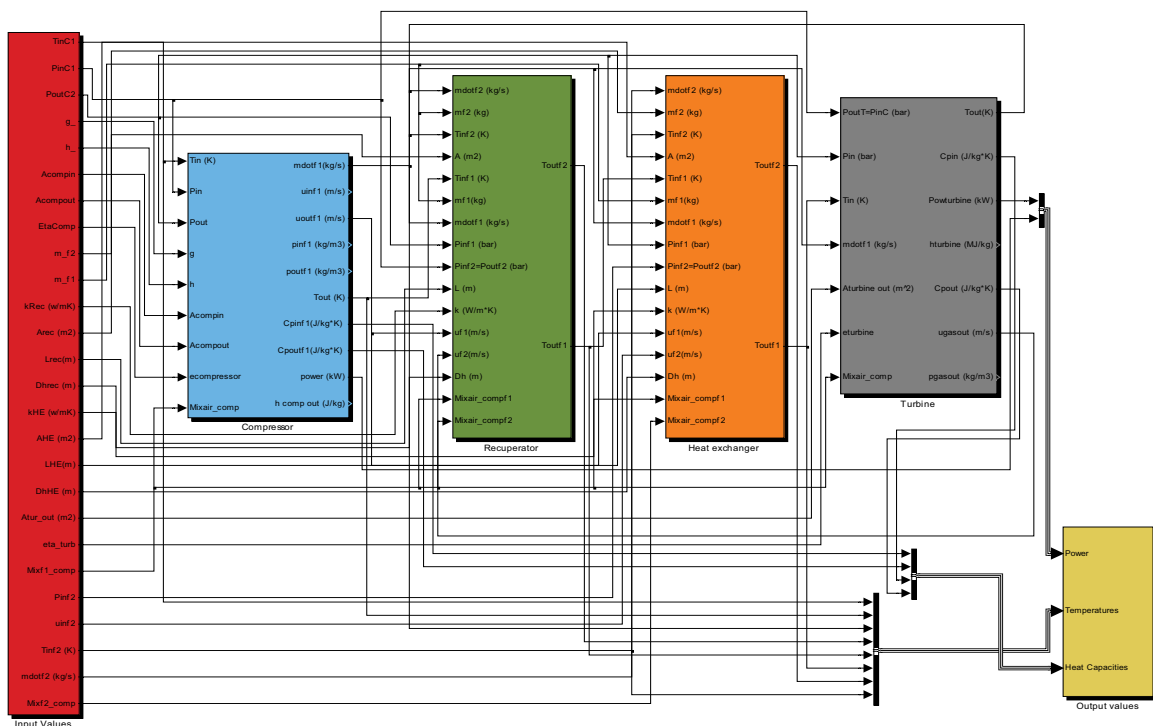 TinC1
PinC1
PoutC2
g_
h_
Acompin
Acompout
EtaComp
m_f2
m_f1
kRec (w/mK)
Arec (m2)
Lrec(m)
Dhrec (m)
kHE (w/mK)
AHE (m2)
LHE(m)
DhHE (m)
Atur_out (m2)
eta_turb
Mixf1_comp
Pinf2
uinf2
Tinf2 (K)
mdotf2 (kg/s)
Mixf2_comp
Input Values
Tin (K)
Pin
Pout
g
h
Acompin
Acompout
ecompressor
Mixair_comp
mdotf1(kg/s)
uinf1 (m/s)
uoutf1 (m/s)
pinf1 (kg/m3)
poutf1 (kg/m3)
Tout (K)
Cpinf1(J/kg*K)
Cpoutf1(J/kg*K)
power (kW)
h comp out (J/kg)
Compressor
mdotf2 (kg/s)
mf2 (kg)
Tinf2 (K)
A (m2)
Tinf1 (K)
mf1(kg)
mdotf1 (kg/s)
Pinf1 (bar)
Pinf2=Poutf2 (bar)
L (m)
k (W/m*K)
uf1(m/s)
uf2(m/s)
Dh (m)
Mixair_compf1
Mixair_compf2
Toutf2
Toutf1
Recuperator
mdotf2 (kg/s)
mf2 (kg)
Tinf2 (K)
A (m2)
Tinf1 (K)
mf1(kg)
mdotf1 (kg/s)
Pinf1 (bar)
Pinf2=Poutf2 (bar)
L (m)
k (W/m*K)
uf1(m/s)
uf2(m/s)
Dh (m)
Mixair_compf1
Mixair_compf2
Toutf2
Toutf1
Heat exchanger
PoutT=PinC (bar)
Pin (bar)
Tin (K)
mdotf1 (kg/s)
Aturbine out (m^2)
eturbine
Mixair_comp
Tout(K)
Cpin (J/kg*K)
Powturbine (kW)
hturbine (MJ/kg)
Cpout (J/kg*K)
ugasout (m/s)
pgasout (kg/m3)
Turbine
Power
Temperatures
Heat Capacities
Output values